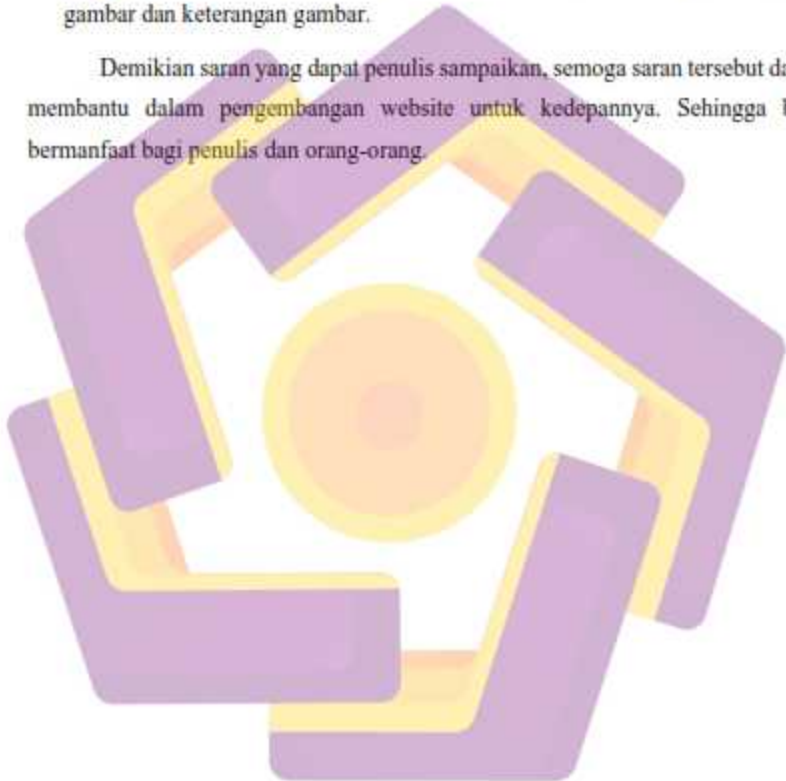 gambar dan keterangan gambar.
Demikian saran yang dapat penulis sampaikan, semoga saran tersebut
membantu dalam pengembangan website untuk kedepannya. Sehingga
bermanfaat bagi penulis dan orang-orang.